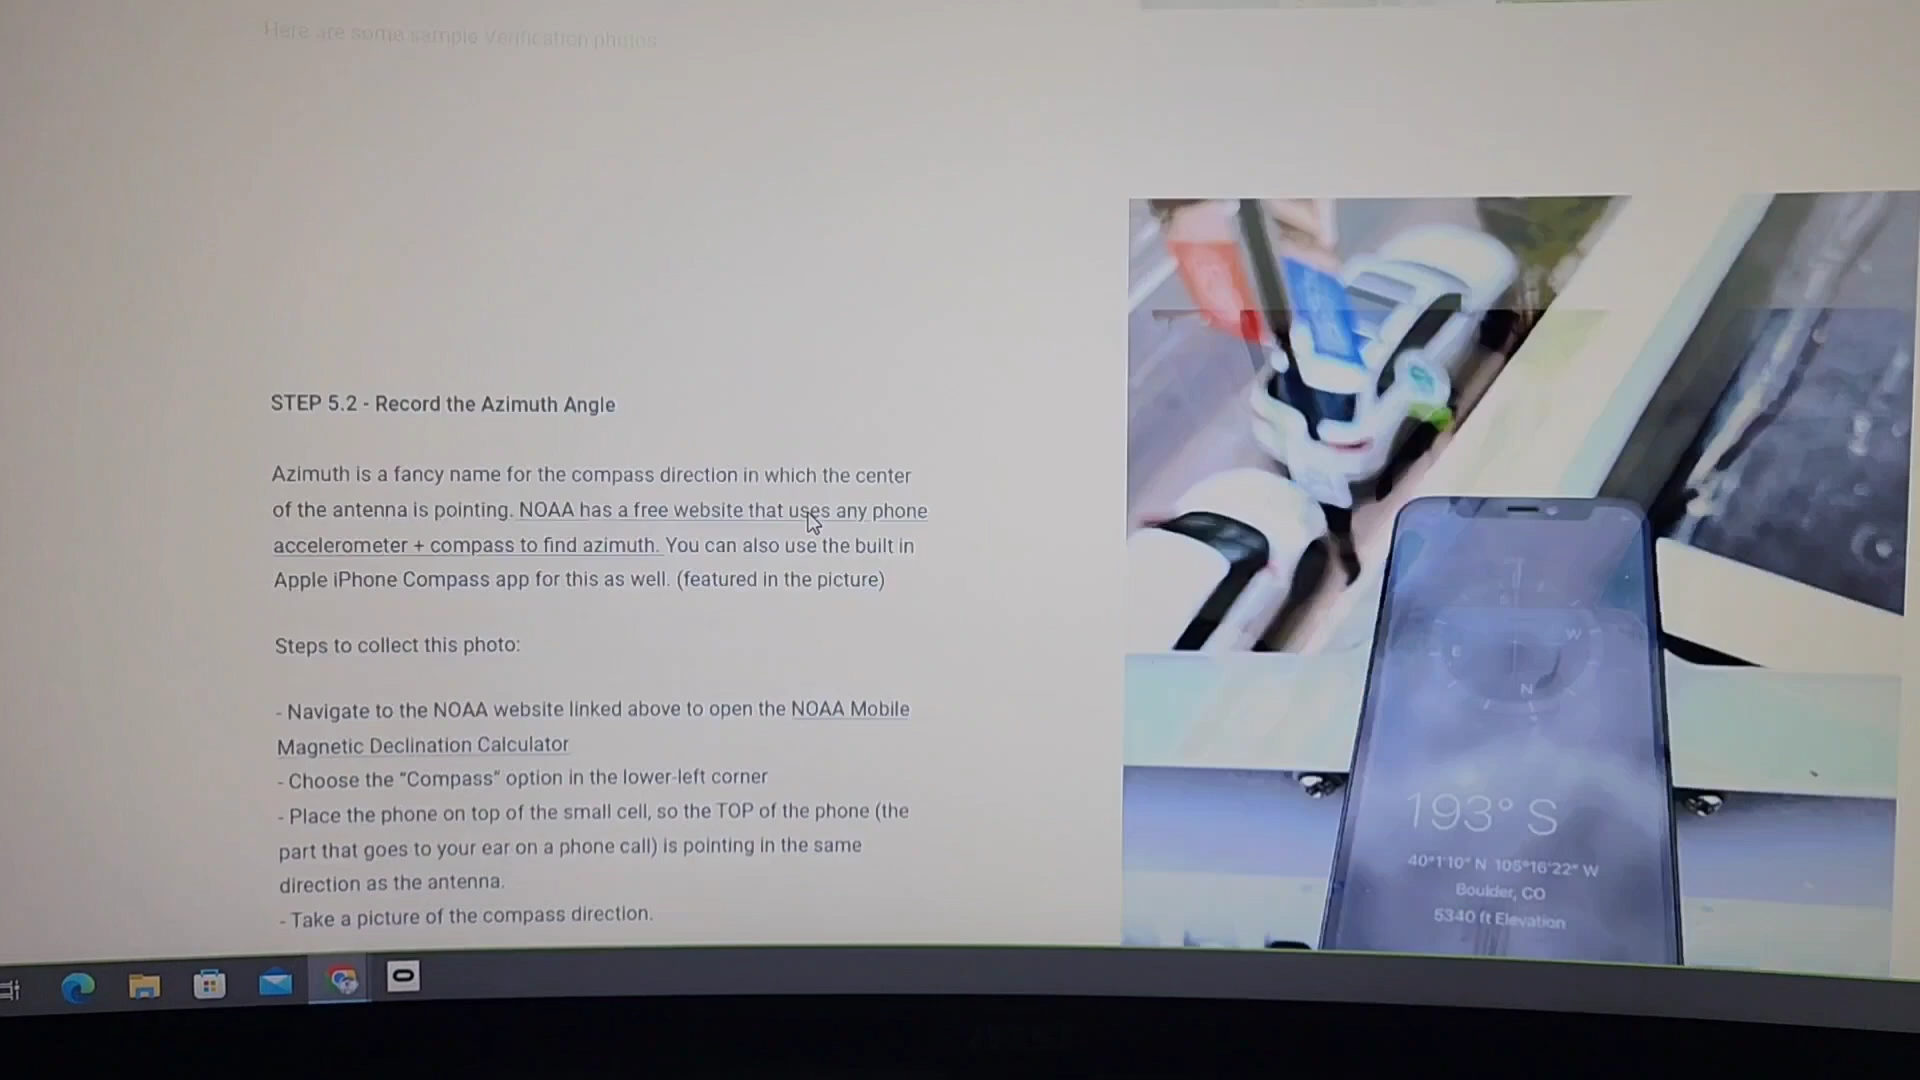 Here are some sample Verification photos
STEP 5.2 - Record the Azimuth Angle
Azimuth is a fancy name for the compass direction in which the center
of the antenna is pointing. NOAA has a free website that uses any phone
accelerometer + compass to find azimuth. You can also use the built in
Apple iPhone Compass app for this as well. (featured in the picture)
Steps to collect this photo:
- Navigate to the NOAA website linked above to open the NOAA Mobile
Magnetic Declination Calculator
- Choose the “Compass” option in the lower-left corner
- Place the phone on top of the small cell, so the TOP of the phone (the
part that goes to your ear on a phone call) is pointing in the same
direction as the antenna.
- Take a picture of the compass direction.
W
N
193° S
40°1'10" N 105°16'22" W
Boulder, CO
5340 ft Elevation